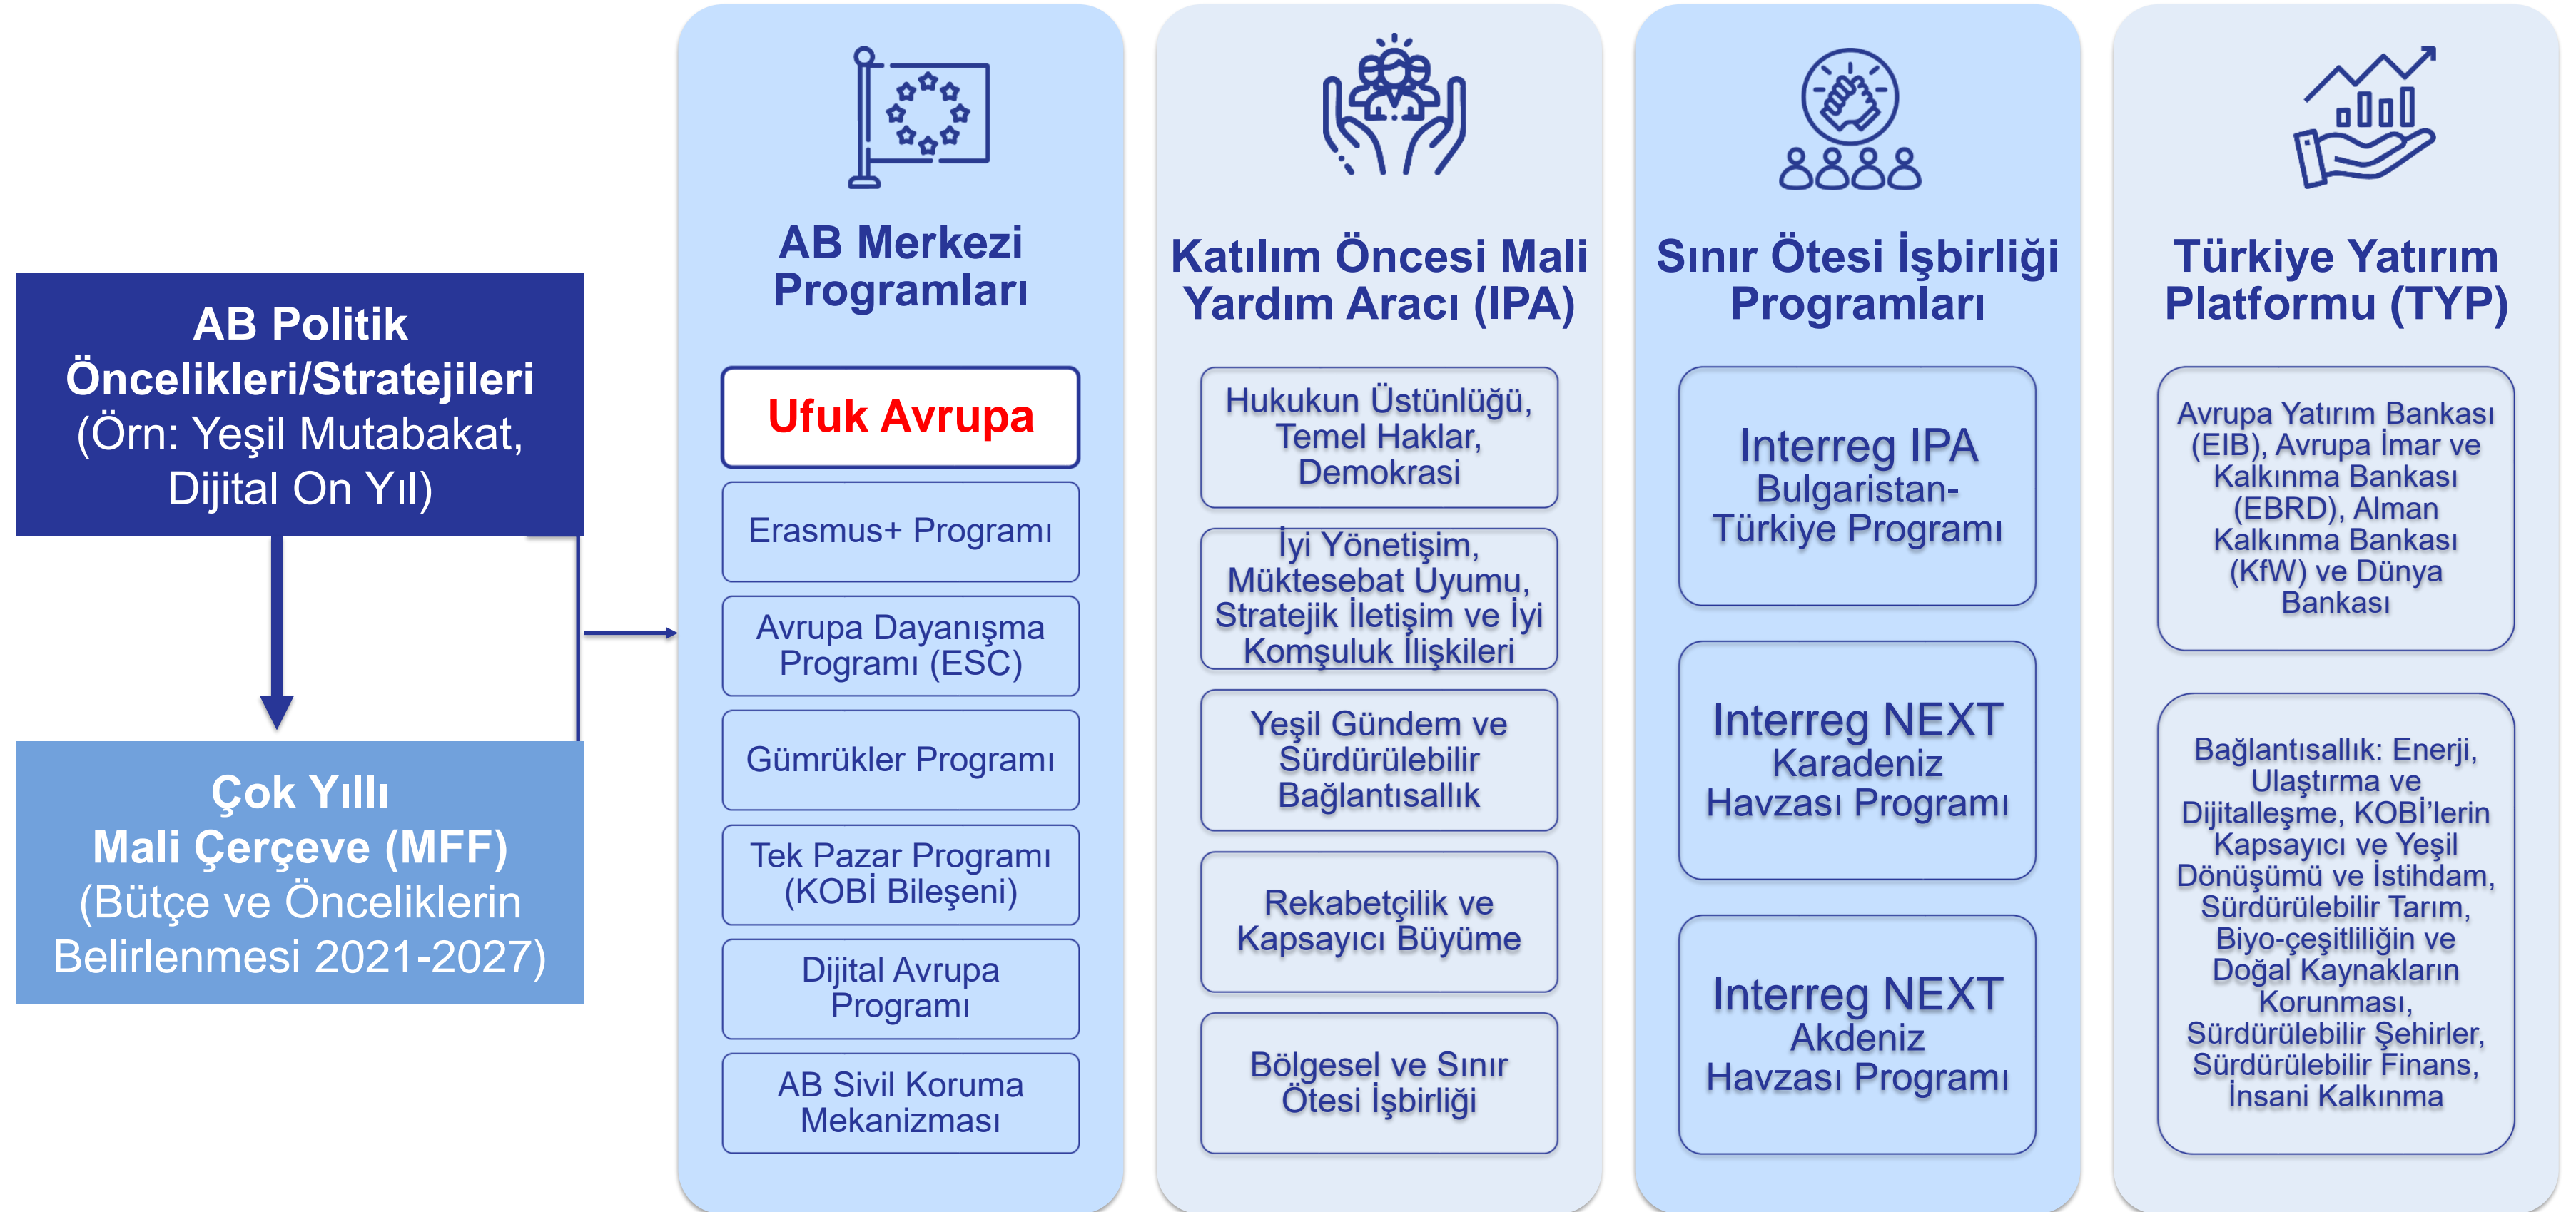 AB Politik
Öncelikleri/Stratejileri
(Örn: Yeşil Mutabakat,
Dijital On Yıl)
Çok Yıllı
Mali Çerçeve (MFF)
(Bütçe ve Önceliklerin
Belirlenmesi 2021-2027)
AB Merkezi
Programları
Ufuk Avrupa
Erasmus+ Programı
Avrupa Dayanışma
Programı (ESC)
Gümrükler Programı
Tek Pazar Programı
(KOBİ Bileşeni)
Dijital Avrupa
Programı
AB Sivil Koruma
Mekanizması
Katılım Öncesi Mali
Yardım Aracı (IPA)
Hukukun Üstünlüğü,
Temel Haklar,
Demokrasi
İyi Yönetişim,
Müktesebat Uyumu,
Stratejik İletişim ve İyi
Komşuluk İlişkileri
Yeşil Gündem ve
Sürdürülebilir
Bağlantısallık
Rekabetçilik ve
Kapsayıcı Büyüme
Bölgesel ve Sınır
Ötesi İşbirliği
Sınır Ötesi İşbirliği
Programları
Interreg IPA
Bulgaristan-
Türkiye Programı
Interreg NEXT
Karadeniz
Havzası Programı
Interreg NEXT
Akdeniz
Havzası Programı
Türkiye Yatırım
Platformu (TYP)
Avrupa Yatırım Bankası
(EIB), Avrupa İmar ve
Kalkınma Bankası
(EBRD), Alman
Kalkınma Bankası
(KfW) ve Dünya
Bankası
Bağlantısallık: Enerji,
Ulaştırma ve
Dijitalleşme, KOBİ’lerin
Kapsayıcı ve Yeşil
Dönüşümü ve İstihdam,
Sürdürülebilir Tarım,
Biyo-çeşitliliğin ve
Doğal Kaynakların
Korunması,
Sürdürülebilir Şehirler,
Sürdürülebilir Finans,
İnsani Kalkınma